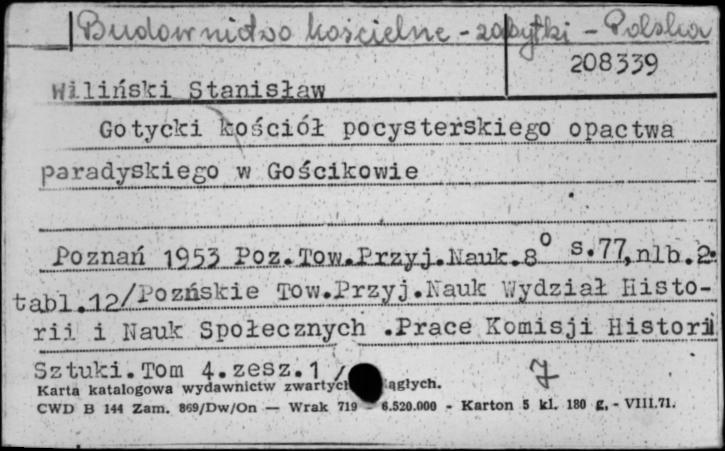 Budownictwo kościelne - zabytki - Polska
208339
Wiliński Stanisław
Gotycki kościół pocysterskiego opactwa
paradyskiego w Gościkowie
Poznań 1953 Poz.Tow.Przyj.Nauk.8° s.77,nlb.2.
tabl.12/Pozńskie Tow.Przyj.Nauk Wydział Histo-
rii i Nauk Społecznych .Prace Komisji Historii
Sztuki.Tom 4.zesz.1 /
Karta katalogowa wydawnictw ągłych.
CWD B 144 Zam. 869/Dw/On — Wrak 719 6.520.000 - Karton 5 kl. 180 g. - VIII.71.